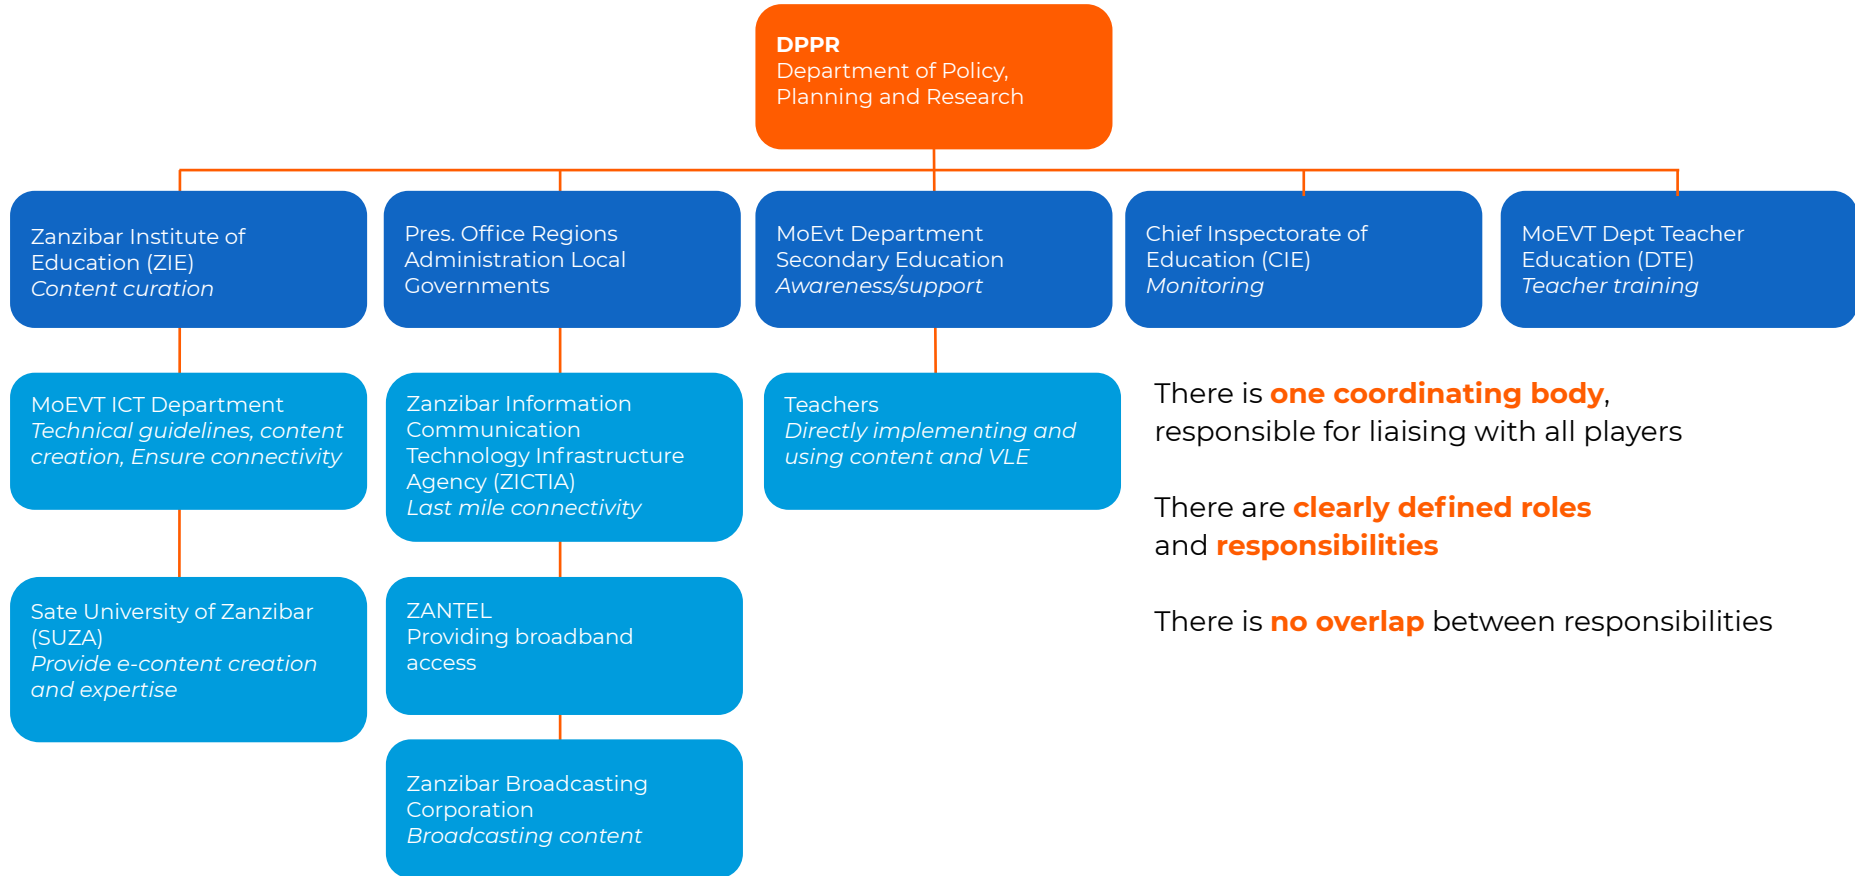 DPPR
Department of Policy,
Planning and Research
Zanzibar Institute of
Education (ZIE)
Content curation
Pres. Office Regions
Administration Local
Governments
MoEvt Department
Secondary Education
Awareness/support
Chief Inspectorate of
Education (CIE)
Monitoring
MoEVT Dept Teacher
Education (DTE)
Teacher training
MoEVT ICT Department
Technical guidelines, content
creation, Ensure connectivity
Zanzibar Information
Communication
Technology Infrastructure
Agency (ZICTIA)
Last mile connectivity
Teachers
Directly implementing and
using content and VLE
There is one coordinating body,
responsible for liaising with all players
There are clearly defined roles
and responsibilities
There is no overlap between responsibilities
Sate University of Zanzibar
(SUZA)
Provide e-content creation
and expertise
ZANTEL
Providing broadband
access
Zanzibar Broadcasting
Corporation
Broadcasting content